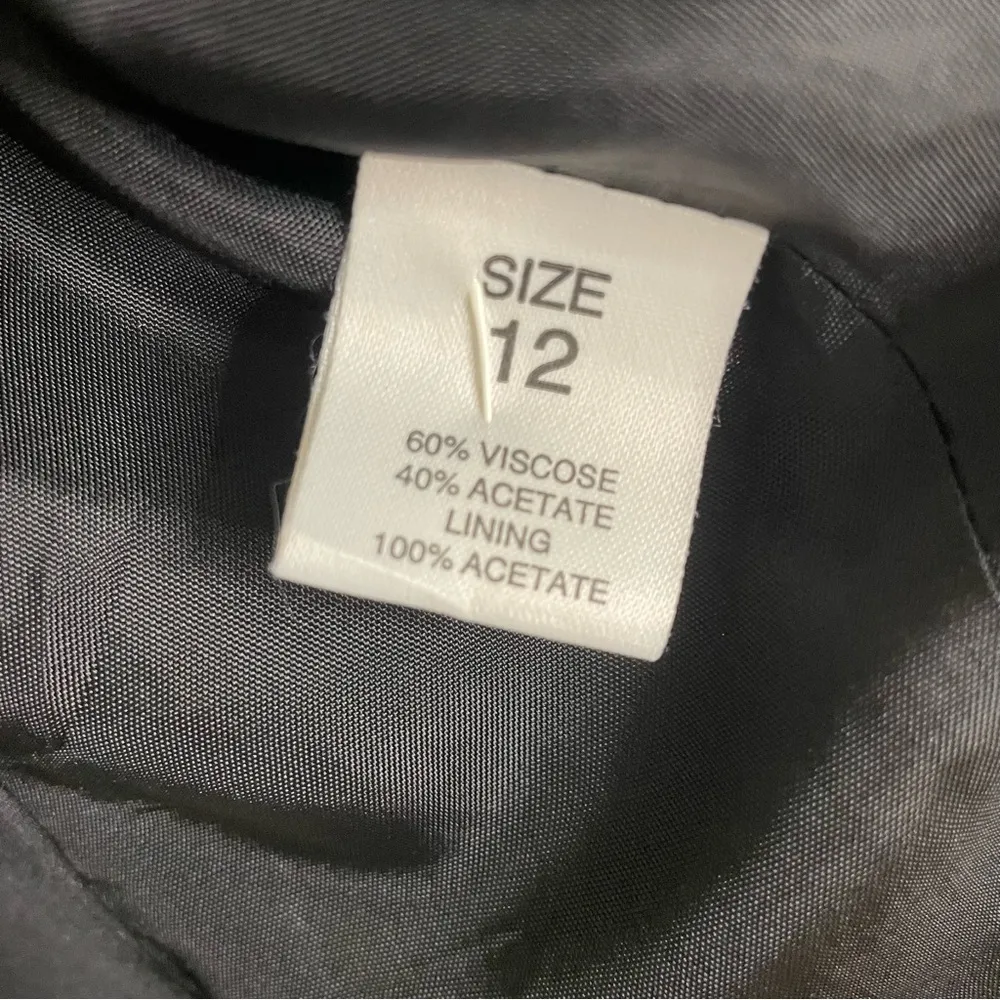 SIZE
12
60% VISCOSE
40% ACETATE
LINING
100% ACETATE